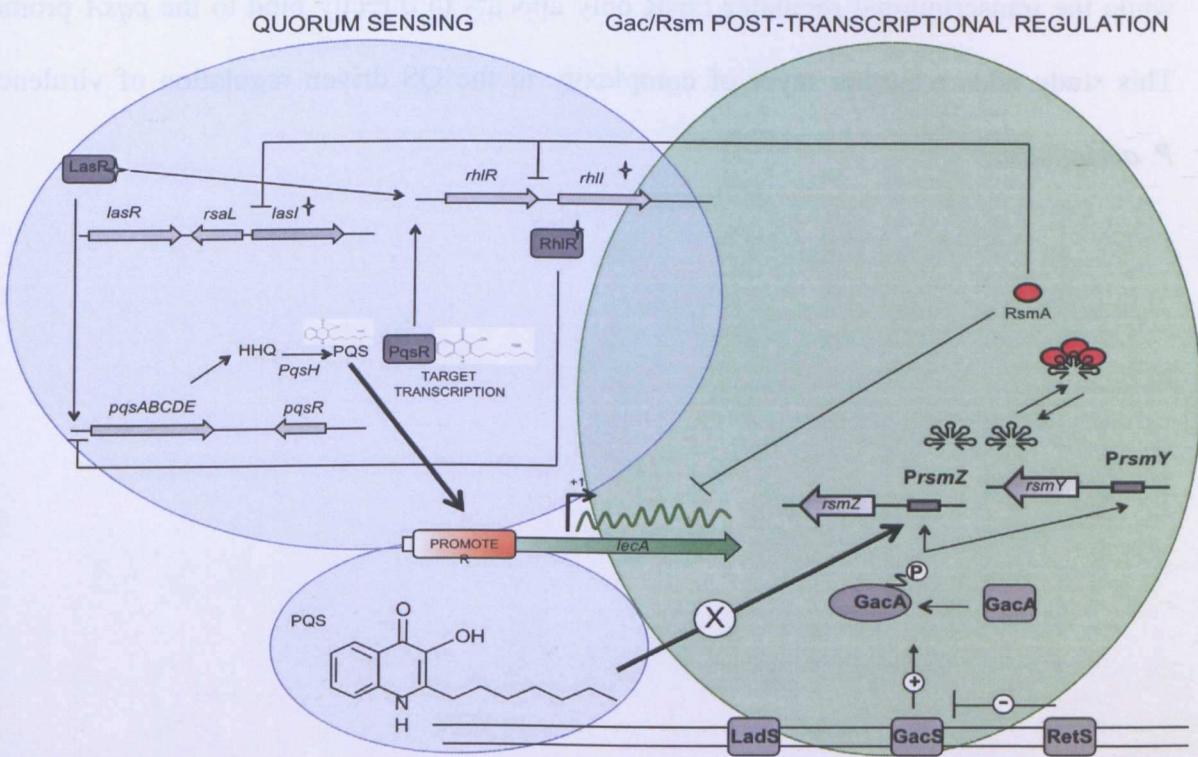 QUORUM SENSING
Gac/Rsm POST-TRANSCRIPTIONAL REGULATION
LasR
rhlR
rhlI
lasR
rsaL
lasI
RhlR
RsmA
HHQ
PQS
PqsH
PqsR
TARGET
TRANSCRIPTION
pqsABCDE
pqsR
PrsmZ
PrsmY
rsmZ
rsmY
+1
PROMOTE
R
lecA
P
GacA
GacA
X
PQS
O
OH
N
H
+
−
LadS
GacS
RetS